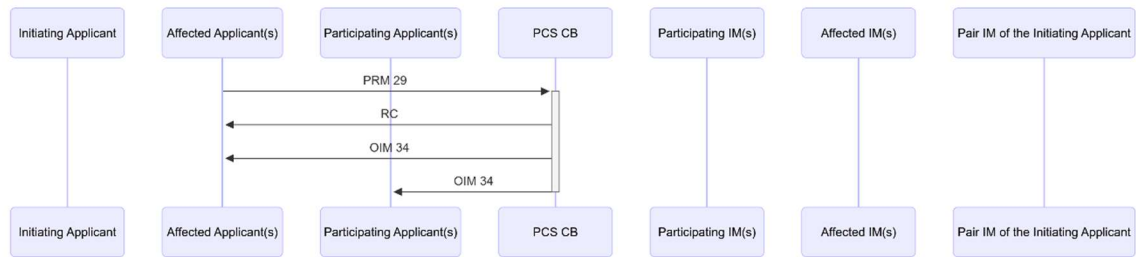 Initiating Applicant
Affected Applicant(s)
Participating Applicant(s)
PCS CB
Participating IM(s)
Affected IM(s)
Pair IM of the Initiating Applicant
PRM 29
RC
OIM 34
OIM 34
Initiating Applicant
Affected Applicant(s)
Participating Applicant(s)
PCS CB
Participating IM(s)
Affected IM(s)
Pair IM of the Initiating Applicant